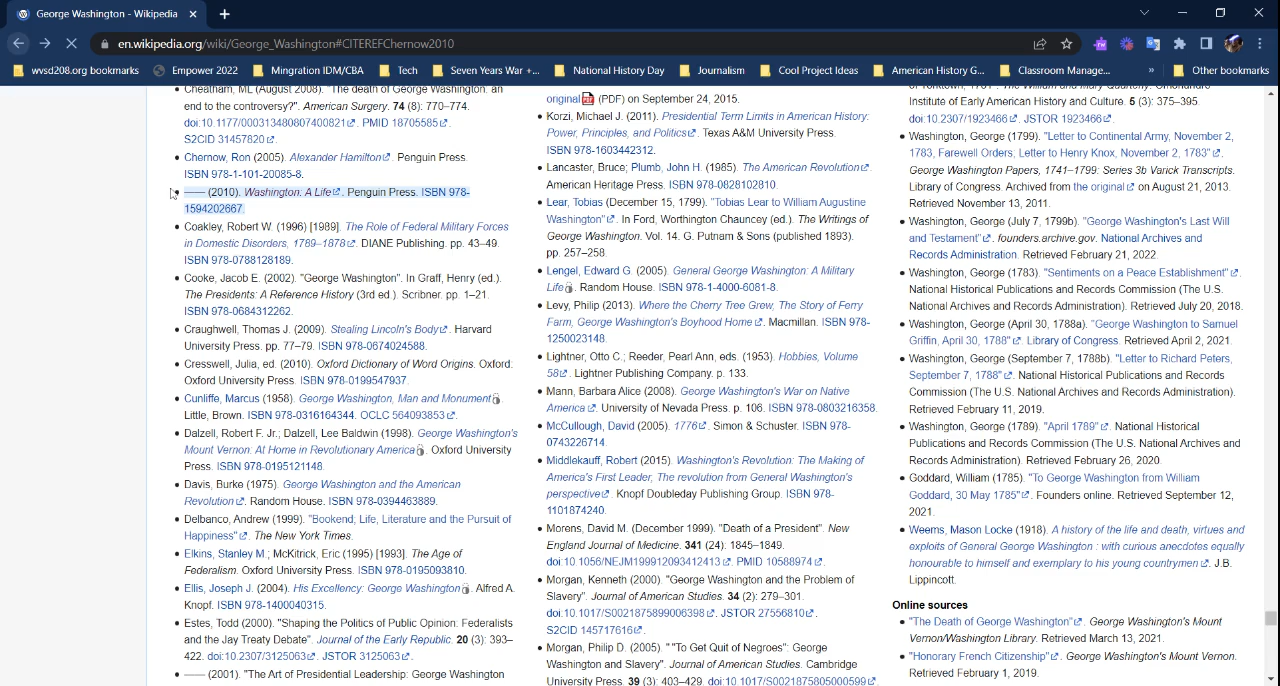 George Washington - Wikipedia
en.wikipedia.org/wiki/George_Washington#CITEREFChernow2010
wvsd208.org bookmarks
Empower 2022
Mingration IDM/CBA
Tech
Seven Years War +...
National History Day
Journalism
Cool Project Ideas
American History G...
Classroom Manage...
»
Other bookmarks
• Cheatham, ML (August 2008). "The death of George Washington: an
end to the controversy?". American Surgery. 74 (8): 770–774.
doi:10.1177/000313480807400821. PMID 18705585.
S2CID 31457820.
• Chernow, Ron (2005). Alexander Hamilton. Penguin Press.
ISBN 978-1-101-20085-8.
• —— (2010). Washington: A Life. Penguin Press. ISBN 978-
1594202667.
• Coakley, Robert W. (1996) [1989]. The Role of Federal Military Forces
in Domestic Disorders, 1789–1878. DIANE Publishing. pp. 43–49.
ISBN 978-0788128189.
• Cooke, Jacob E. (2002). "George Washington". In Graff, Henry (ed.).
The Presidents: A Reference History (3rd ed.). Scribner. pp. 1–21.
ISBN 978-0684312262.
• Craughwell, Thomas J. (2009). Stealing Lincoln's Body. Harvard
University Press. pp. 77–79. ISBN 978-0674024588.
• Cresswell, Julia, ed. (2010). Oxford Dictionary of Word Origins. Oxford:
Oxford University Press. ISBN 978-0199547937.
• Cunliffe, Marcus (1958). George Washington, Man and Monument.
Little, Brown. ISBN 978-0316164344. OCLC 564093853.
• Dalzell, Robert F. Jr.; Dalzell, Lee Baldwin (1998). George Washington's
Mount Vernon: At Home in Revolutionary America. Oxford University
Press. ISBN 978-0195121148.
• Davis, Burke (1975). George Washington and the American
Revolution. Random House. ISBN 978-0394463889.
• Delbanco, Andrew (1999). "Bookend; Life, Literature and the Pursuit of
Happiness". The New York Times.
• Elkins, Stanley M.; McKitrick, Eric (1995) [1993]. The Age of
Federalism. Oxford University Press. ISBN 978-0195093810.
• Ellis, Joseph J. (2004). His Excellency: George Washington. Alfred A.
Knopf. ISBN 978-1400040315.
• Estes, Todd (2000). "Shaping the Politics of Public Opinion: Federalists
and the Jay Treaty Debate". Journal of the Early Republic. 20 (3): 393–
422. doi:10.2307/3125063. JSTOR 3125063.
• —— (2001). "The Art of Presidential Leadership: George Washington
original (PDF) on September 24, 2015.
• Korzi, Michael J. (2011). Presidential Term Limits in American History:
Power, Principles, and Politics. Texas A&M University Press.
ISBN 978-1603442312.
• Lancaster, Bruce; Plumb, John H. (1985). The American Revolution.
American Heritage Press. ISBN 978-0828102810.
• Lear, Tobias (December 15, 1799). "Tobias Lear to William Augustine
Washington". In Ford, Worthington Chauncey (ed.). The Writings of
George Washington. Vol. 14. G. Putnam & Sons (published 1893).
pp. 257–258.
• Lengel, Edward G. (2005). General George Washington: A Military
Life. Random House. ISBN 978-1-4000-6081-8.
• Levy, Philip (2013). Where the Cherry Tree Grew, The Story of Ferry
Farm, George Washington's Boyhood Home. Macmillan. ISBN 978-
1250023148.
• Lightner, Otto C.; Reeder, Pearl Ann, eds. (1953). Hobbies, Volume
58. Lightner Publishing Company. p. 133.
• Mann, Barbara Alice (2008). George Washington's War on Native
America. University of Nevada Press. p. 106. ISBN 978-0803216358.
• McCullough, David (2005). 1776. Simon & Schuster. ISBN 978-
0743226714.
• Middlekauff, Robert (2015). Washington's Revolution: The Making of
America's First Leader, The revolution from General Washington's
perspective. Knopf Doubleday Publishing Group. ISBN 978-
1101874240.
• Morens, David M. (December 1999). "Death of a President". New
England Journal of Medicine. 341 (24): 1845–1849.
doi:10.1056/NEJM199912093412413. PMID 10588974.
• Morgan, Kenneth (2000). "George Washington and the Problem of
Slavery". Journal of American Studies. 34 (2): 279–301.
doi:10.1017/S0021875899006398. JSTOR 27556810.
S2CID 145717616.
• Morgan, Philip D. (2005). ""To Get Quit of Negroes": George
Washington and Slavery". Journal of American Studies. Cambridge
University Press. 39 (3): 403–429. doi:10.1017/S0021875805000599.
of Yorktown, 1781". The William and Mary Quarterly. Omohundro
Institute of Early American History and Culture. 5 (3): 375–395.
doi:10.2307/1923466. JSTOR 1923466.
• Washington, George (1799). "Letter to Continental Army, November 2,
1783, Farewell Orders; Letter to Henry Knox, November 2, 1783".
George Washington Papers, 1741–1799: Series 3b Varick Transcripts.
Library of Congress. Archived from the original on August 21, 2013.
Retrieved November 13, 2011.
• Washington, George (July 7, 1799b). "George Washington's Last Will
and Testament". founders.archive.gov. National Archives and
Records Administration. Retrieved February 21, 2022.
• Washington, George (1783). "Sentiments on a Peace Establishment".
National Historical Publications and Records Commission (The U.S.
National Archives and Records Administration). Retrieved July 20, 2018.
• Washington, George (April 30, 1788a). "George Washington to Samuel
Griffin, April 30, 1788". Library of Congress. Retrieved April 2, 2021.
• Washington, George (September 7, 1788b). "Letter to Richard Peters,
September 7, 1788". National Historical Publications and Records
Commission (The U.S. National Archives and Records Administration).
Retrieved February 11, 2019.
• Washington, George (1789). "April 1789". National Historical
Publications and Records Commission (The U.S. National Archives and
Records Administration). Retrieved February 26, 2020.
• Goddard, William (1785). "To George Washington from William
Goddard, 30 May 1785". Founders online. Retrieved September 12,
2021.
• Weems, Mason Locke (1918). A history of the life and death, virtues and
exploits of General George Washington : with curious anecdotes equally
honourable to himself and exemplary to his young countrymen. J.B.
Lippincott.
Online sources
• "The Death of George Washington". George Washington's Mount
Vernon/Washington Library. Retrieved March 13, 2021.
• "Honorary French Citizenship". George Washington's Mount Vernon.
Retrieved February 1, 2019.